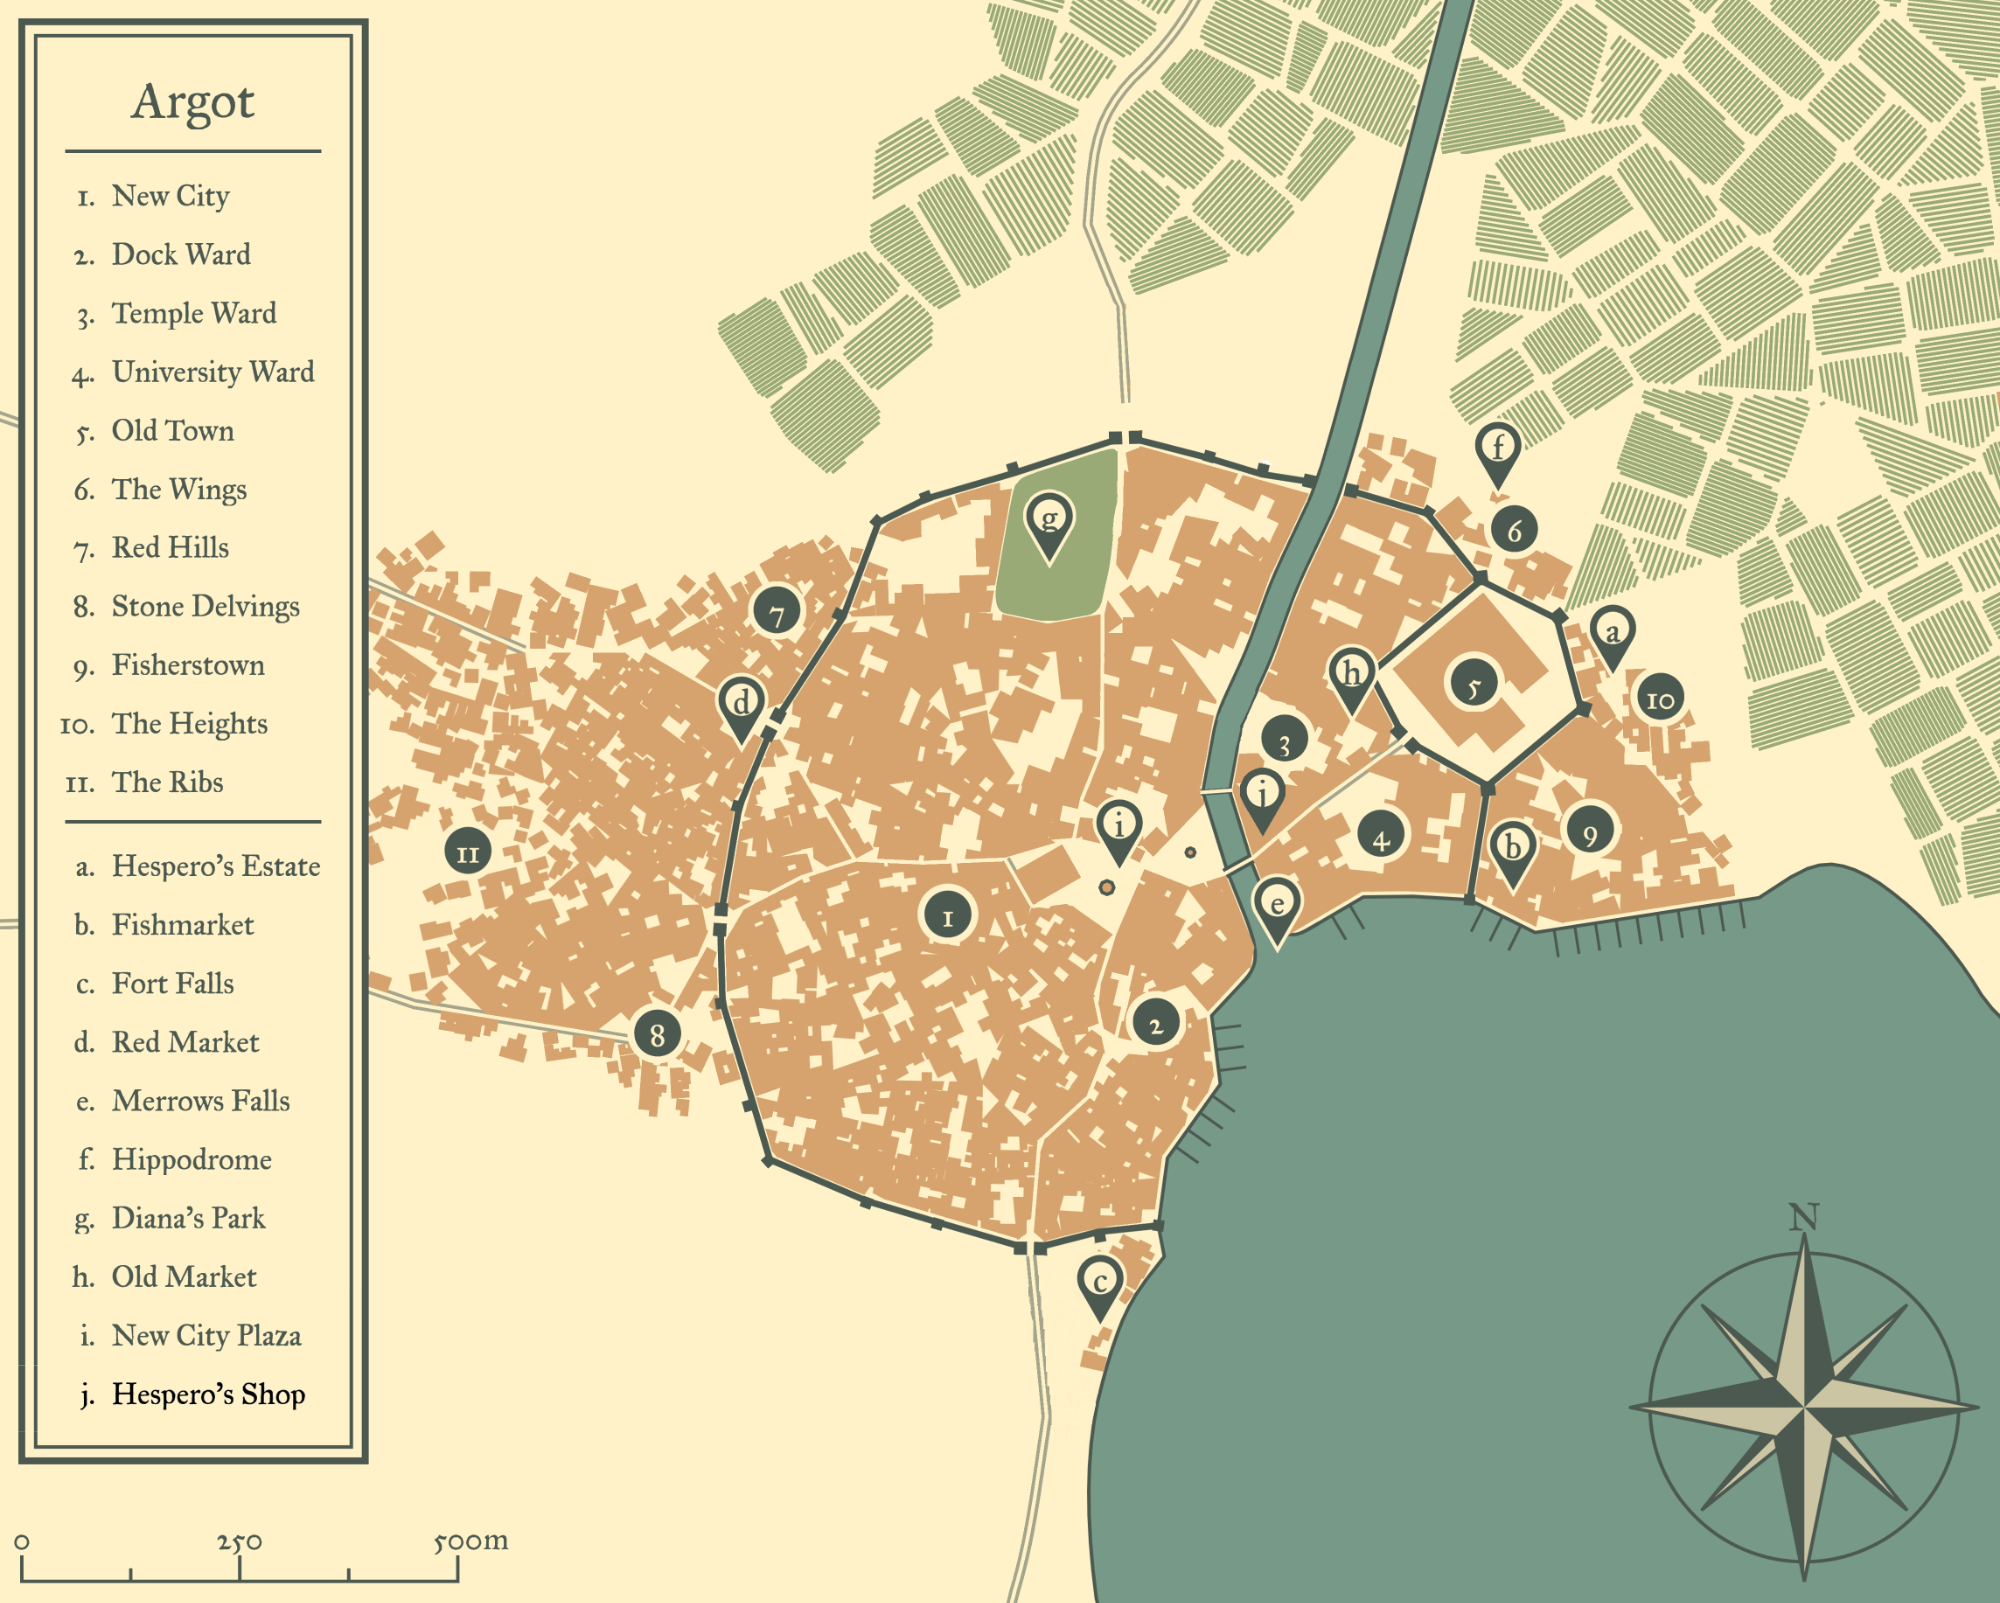 Argot
1. New City
2. Dock Ward
3. Temple Ward
4. University Ward
5. Old Town
6. The Wings
7. Red Hills
8. Stone Delvings
9. Fisherstown
10. The Heights
11. The Ribs
a. Hespero's Estate
b. Fishmarket
c. Fort Falls
d. Red Market
e. Merrows Falls
f. Hippodrome
g. Diana's Park
h. Old Market
i. New City Plaza
j. Hespero's Shop
0 250 500m
f
g
6
7
a
h
5
10
d
3
j
i
4
9
b
11
e
1
2
8
c
N